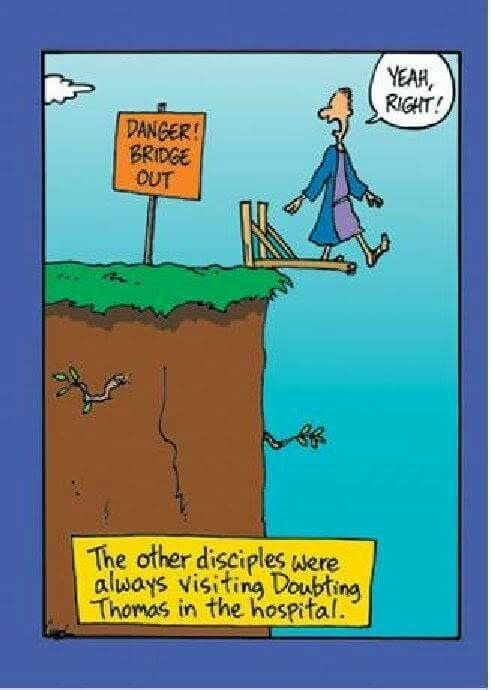 YEAH,
RIGHT!
DANGER!
BRIDGE
OUT
The other disciples were
always visiting Doubting
Thomas in the hospital.